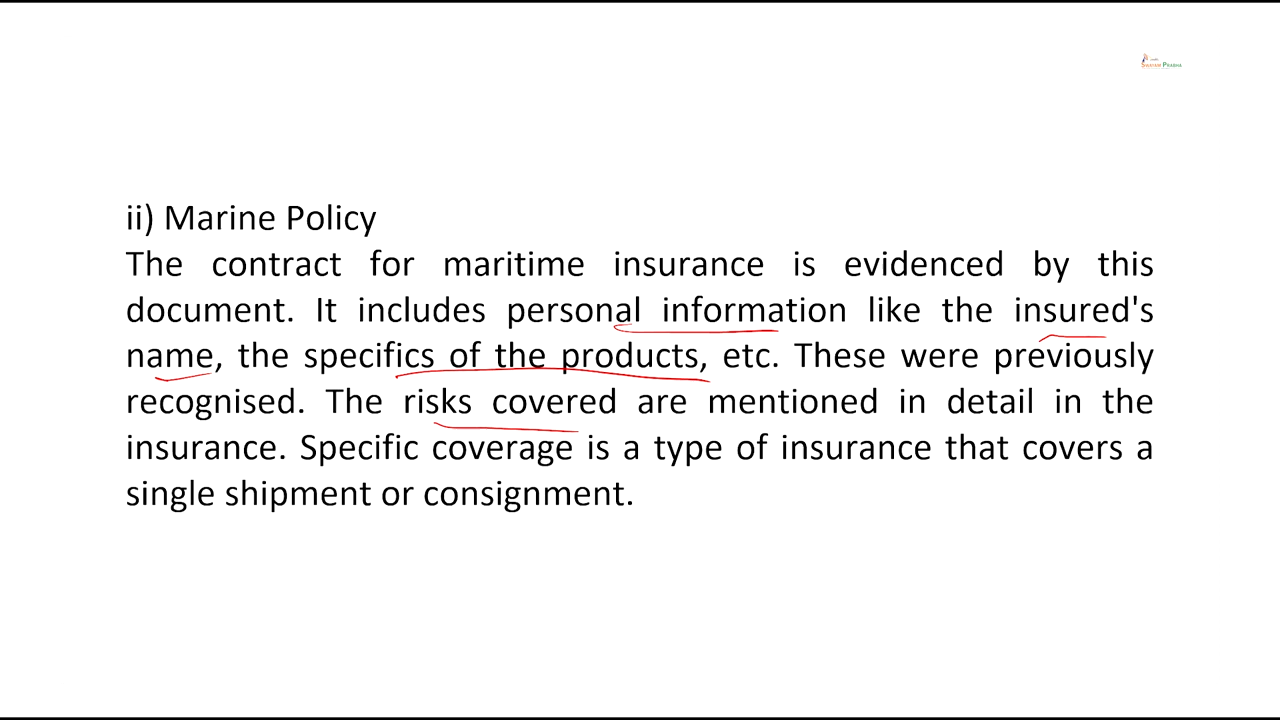 SWAYAM PRABHA
ii) Marine Policy
The contract for maritime insurance is evidenced by this
document. It includes personal information like the insured's
name, the specifics of the products, etc. These were previously
recognised. The risks covered are mentioned in detail in the
insurance. Specific coverage is a type of insurance that covers a
single shipment or consignment.